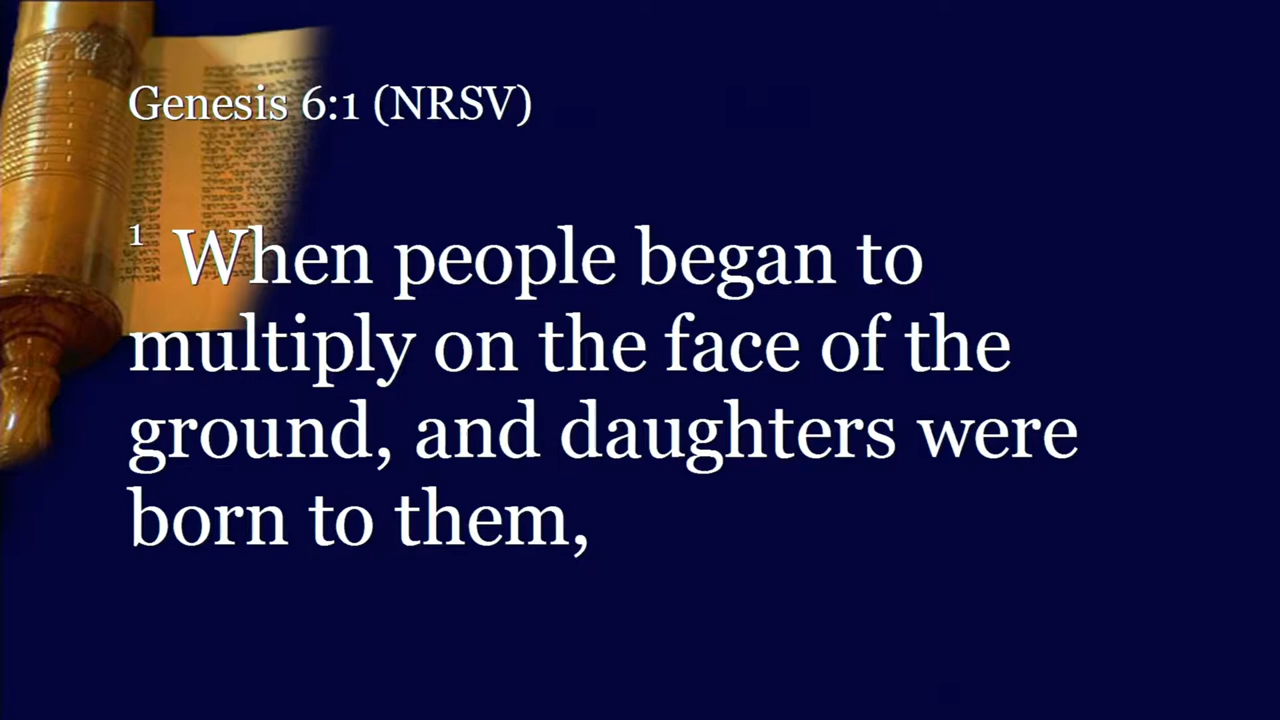 Genesis 6:1 (NRSV)
1 When people began to
multiply on the face of the
ground, and daughters were
born to them,